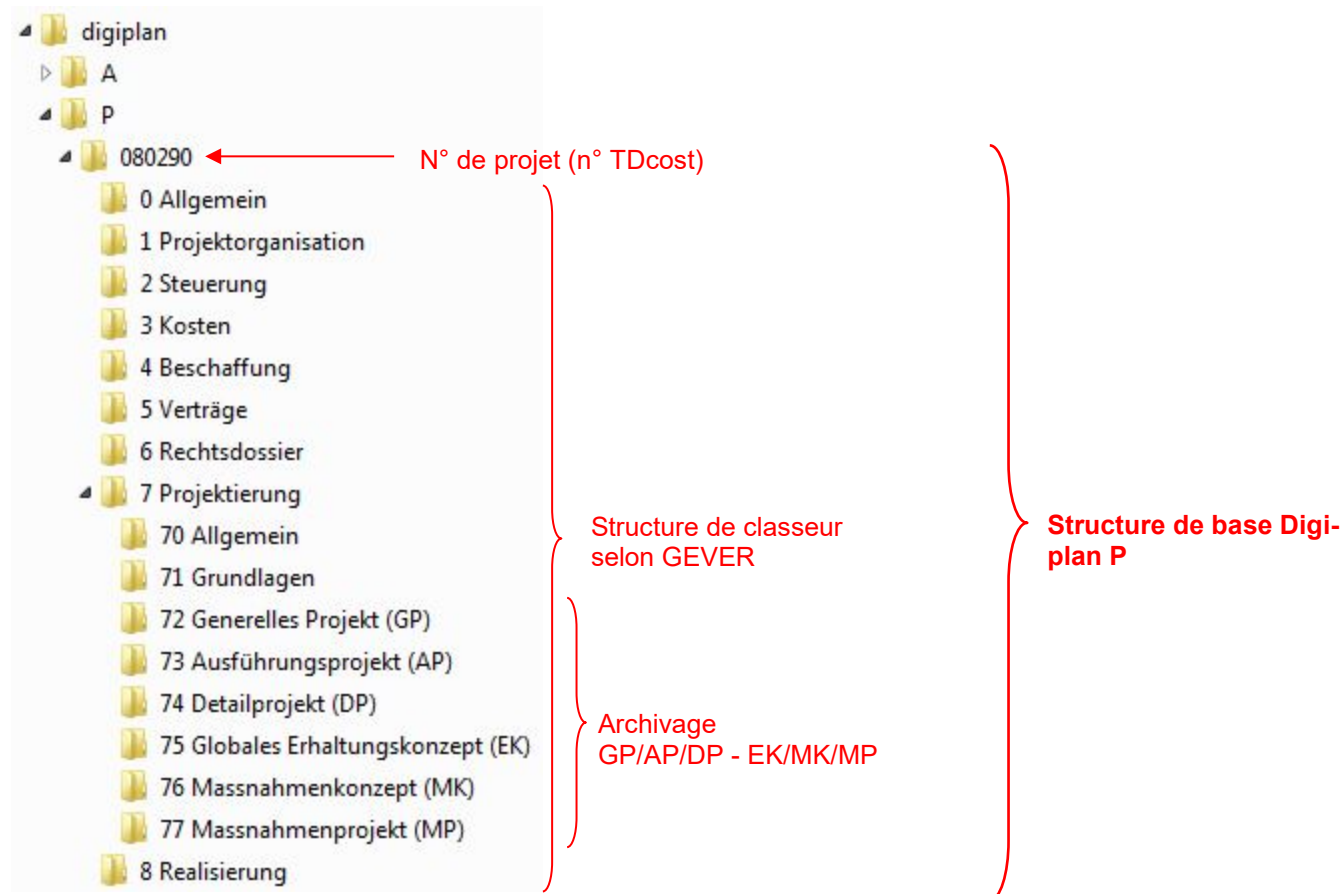 digiplan
A
P
080290
N° de projet (n° TDcost)
0 Allgemein
1 Projektorganisation
2 Steuerung
3 Kosten
4 Beschaffung
5 Verträge
6 Rechtsdossier
7 Projektierung
70 Allgemein
71 Grundlagen
72 Generelles Projekt (GP)
73 Ausführungsprojekt (AP)
74 Detailprojekt (DP)
75 Globales Erhaltungskonzept (EK)
76 Massnahmenkonzept (MK)
77 Massnahmenprojekt (MP)
8 Realisierung
Structure de classeur
selon GEVER
Archivage
GP/AP/DP - EK/MK/MP
Structure de base Digi-
plan P